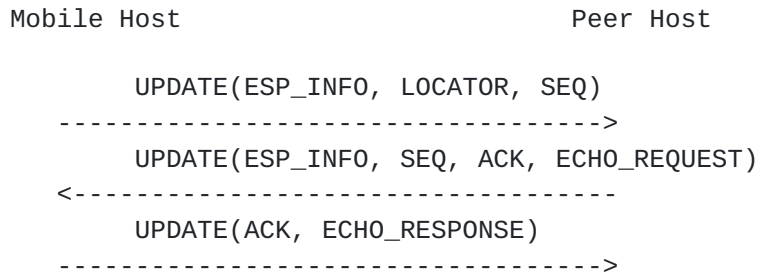 Mobile Host                         Peer Host
UPDATE(ESP_INFO, LOCATOR, SEQ)
----------------------------------->
UPDATE(ESP_INFO, SEQ, ACK, ECHO_REQUEST)
<-----------------------------------
UPDATE(ACK, ECHO_RESPONSE)
----------------------------------->